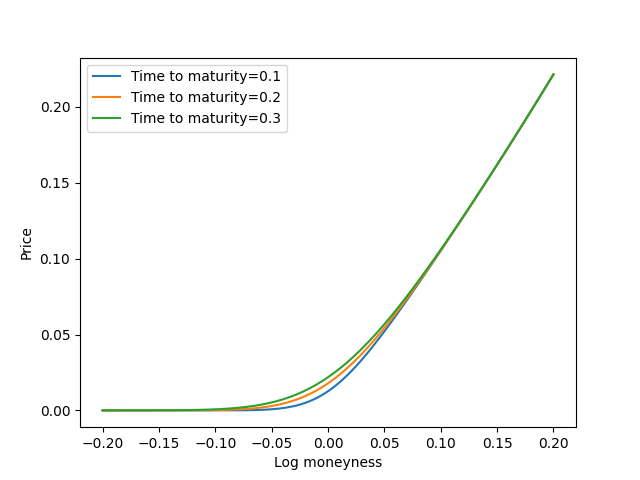 Time to maturity=0.1
Time to maturity=0.2
Time to maturity=0.3
0.20
0.15
0.10
0.05
0.00
Price
−0.20 −0.15 −0.10 −0.05 0.00 0.05 0.10 0.15 0.20
Log moneyness